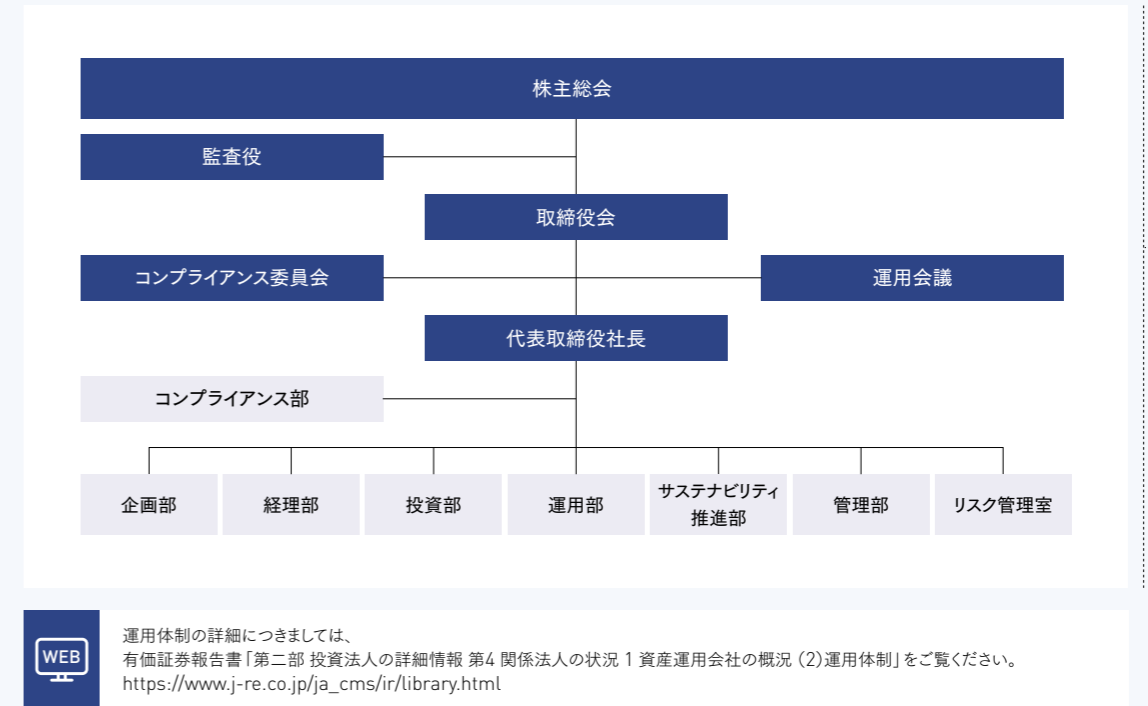 株主総会
監査役
取締役会
コンプライアンス委員会
運用会議
代表取締役社長
コンプライアンス部
企画部
経理部
投資部
運用部
サステナビリティ
推進部
管理部
リスク管理室
WEB
運用体制の詳細につきましては、
有価証券報告書「第二部 投資法人の詳細情報 第4 関係法人の状況 1 資産運用会社の概況 (2)運用体制」をご覧ください。
https://www.j-re.co.jp/ja_cms/ir/library.html